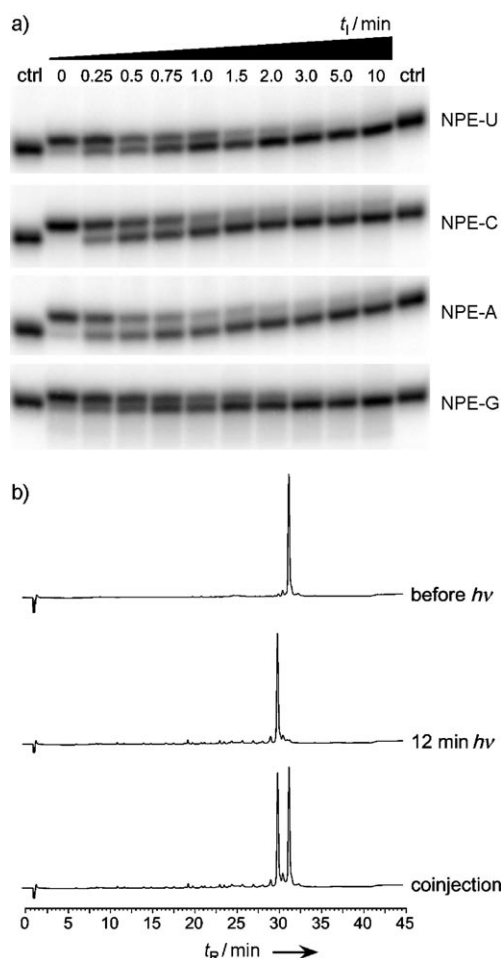 a)
t_I / min
ctrl 0 0.25 0.5 0.75 1.0 1.5 2.0 3.0 5.0 10 ctrl
NPE-U
NPE-C
NPE-A
NPE-G
b)
before hν
12 min hν
coinjection
0 5 10 15 20 25 30 35 40 45
t_R / min